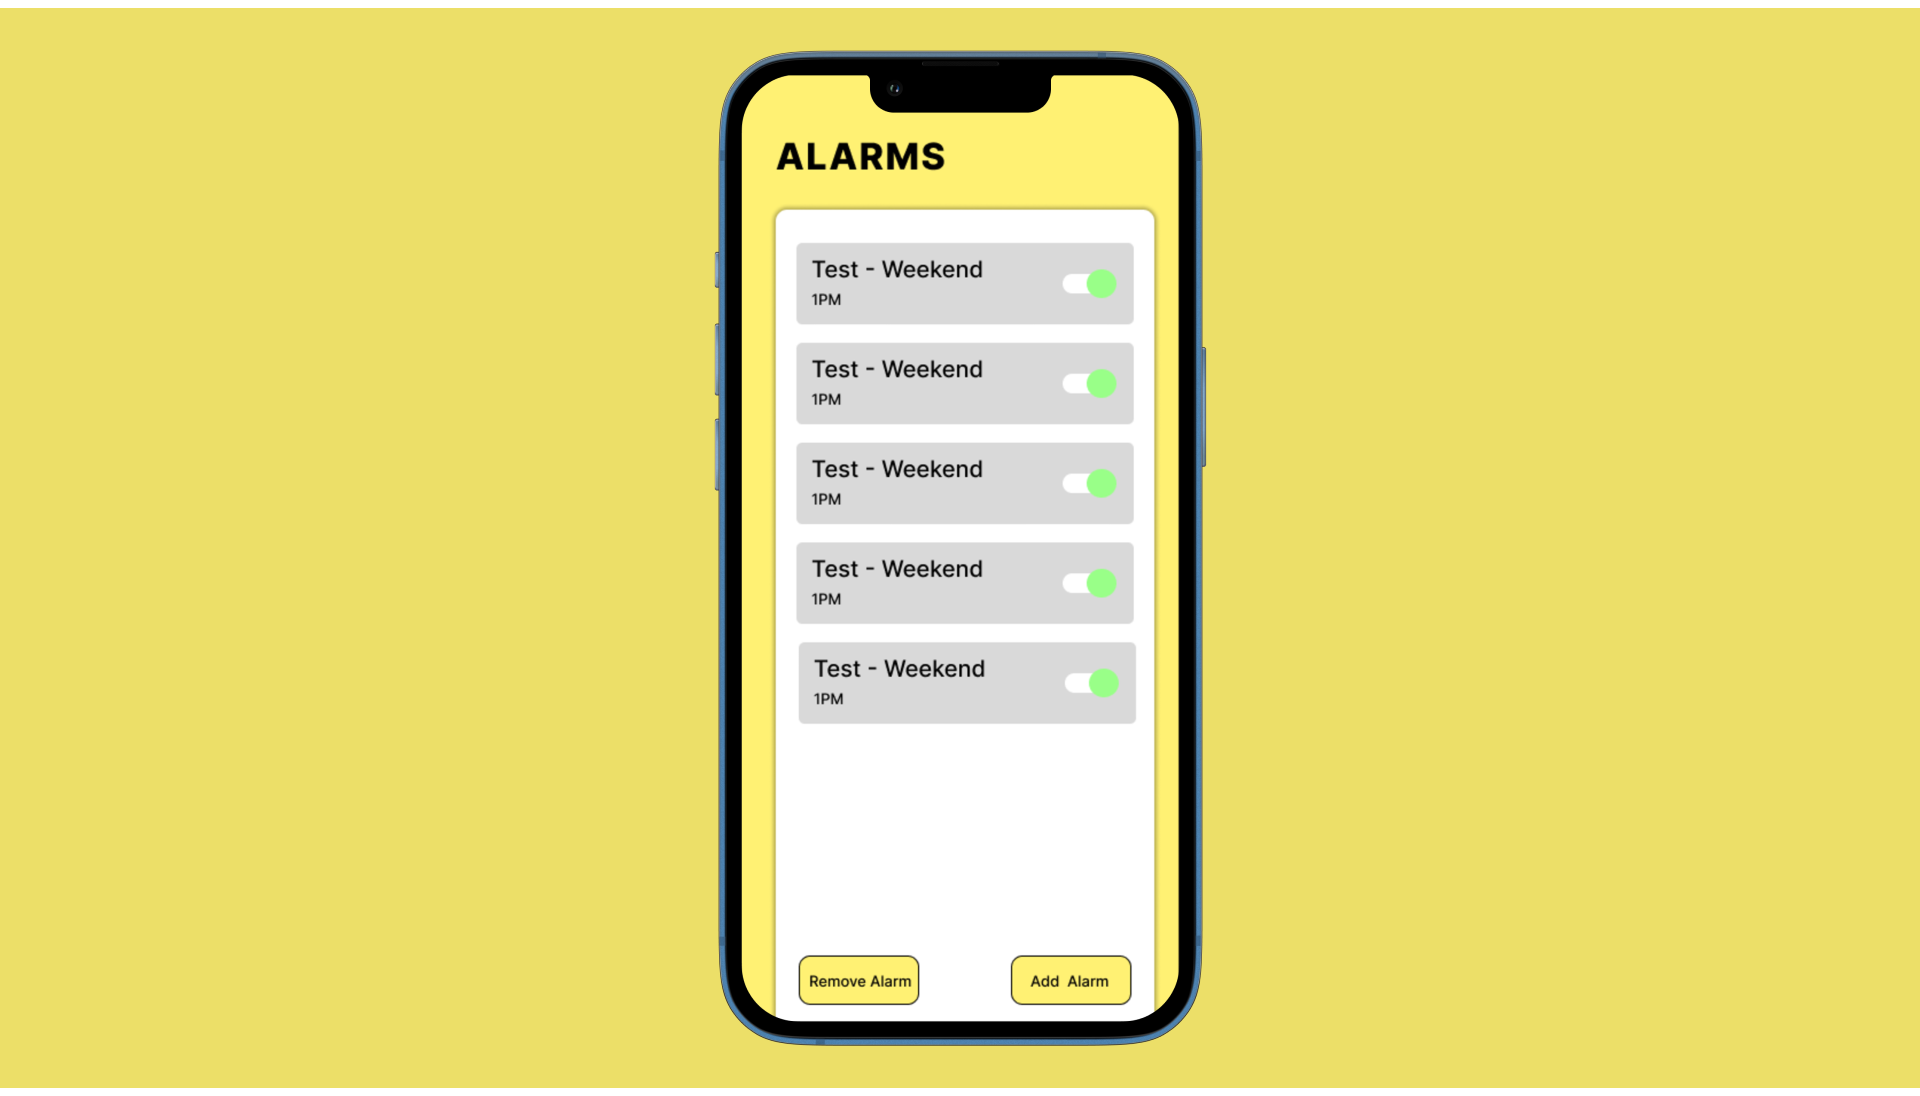 ALARMS
Test - Weekend
1PM
Test - Weekend
1PM
Test - Weekend
1PM
Test - Weekend
1PM
Test - Weekend
1PM
Remove Alarm
Add Alarm